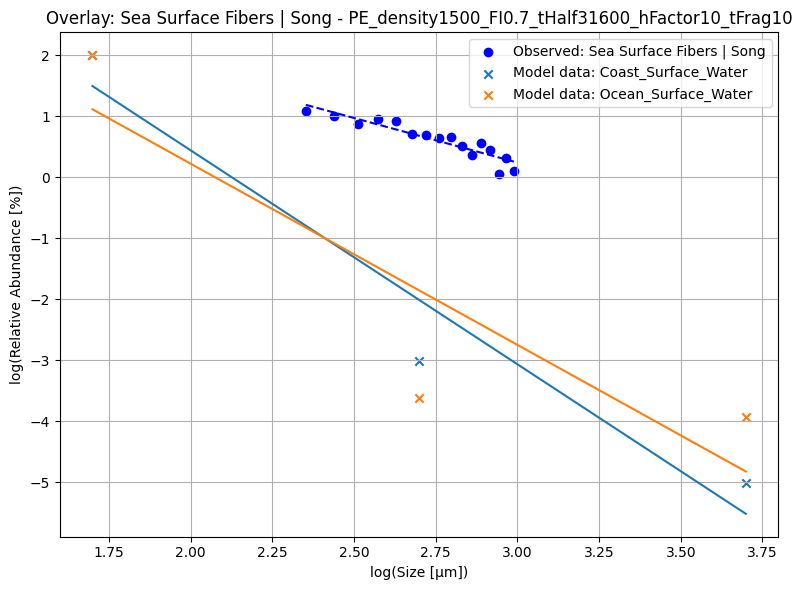 Overlay: Sea Surface Fibers | Song - PE_density1500_FI0.7_tHalf31600_hFactor10_tFrag10
Observed: Sea Surface Fibers | Song
Model data: Coast_Surface_Water
Model data: Ocean_Surface_Water
log(Relative Abundance [%])
2
1
0
−1
−2
−3
−4
−5
1.75
2.00
2.25
2.50
2.75
3.00
3.25
3.50
3.75
log(Size [µm])